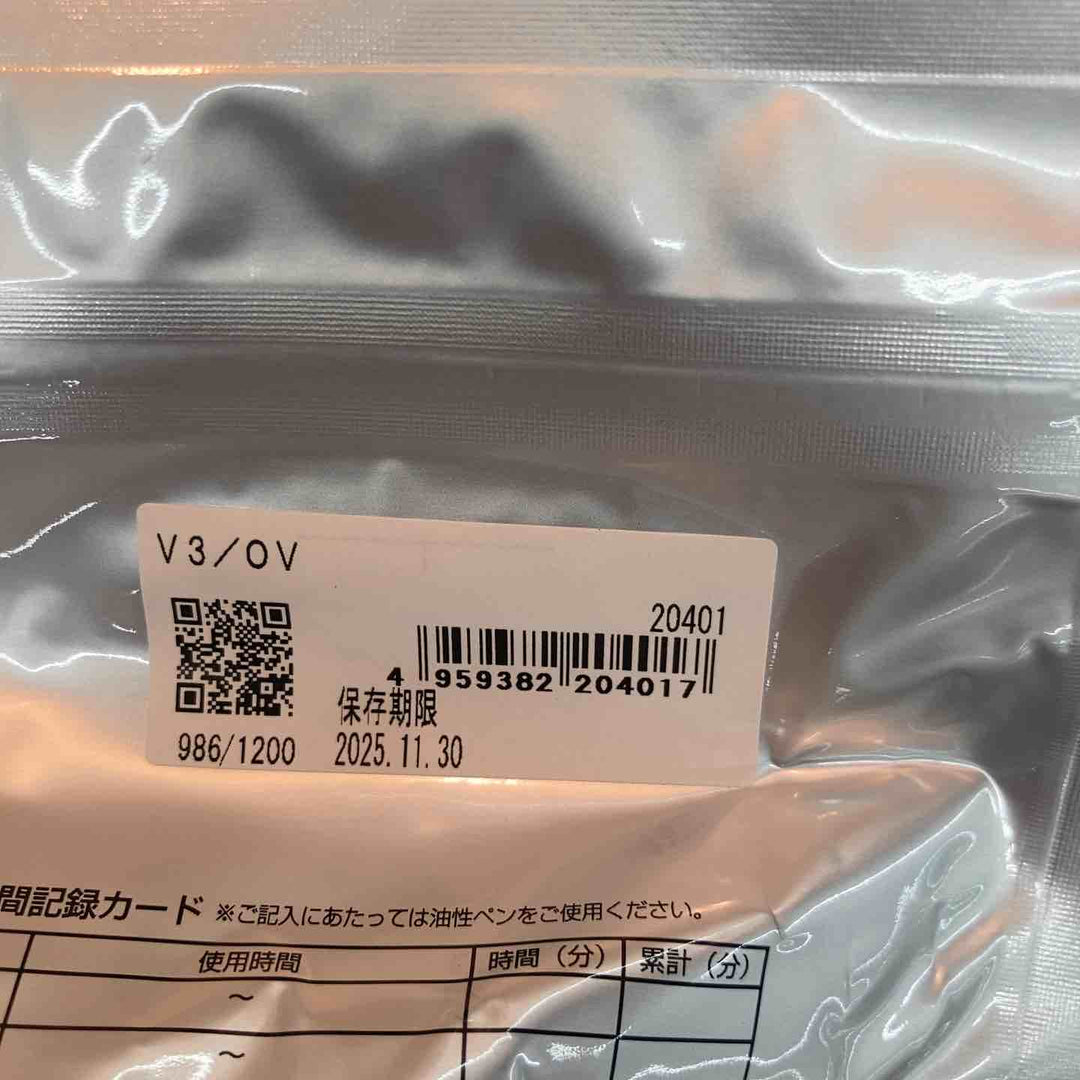 V3/OV
20401
4 959382 204017
保存期限
986/1200 2025.11.30
間記録カード ※ご記入にあたっては油性ペンをご使用ください。
使用時間 時間(分) 累計(分)
～
～